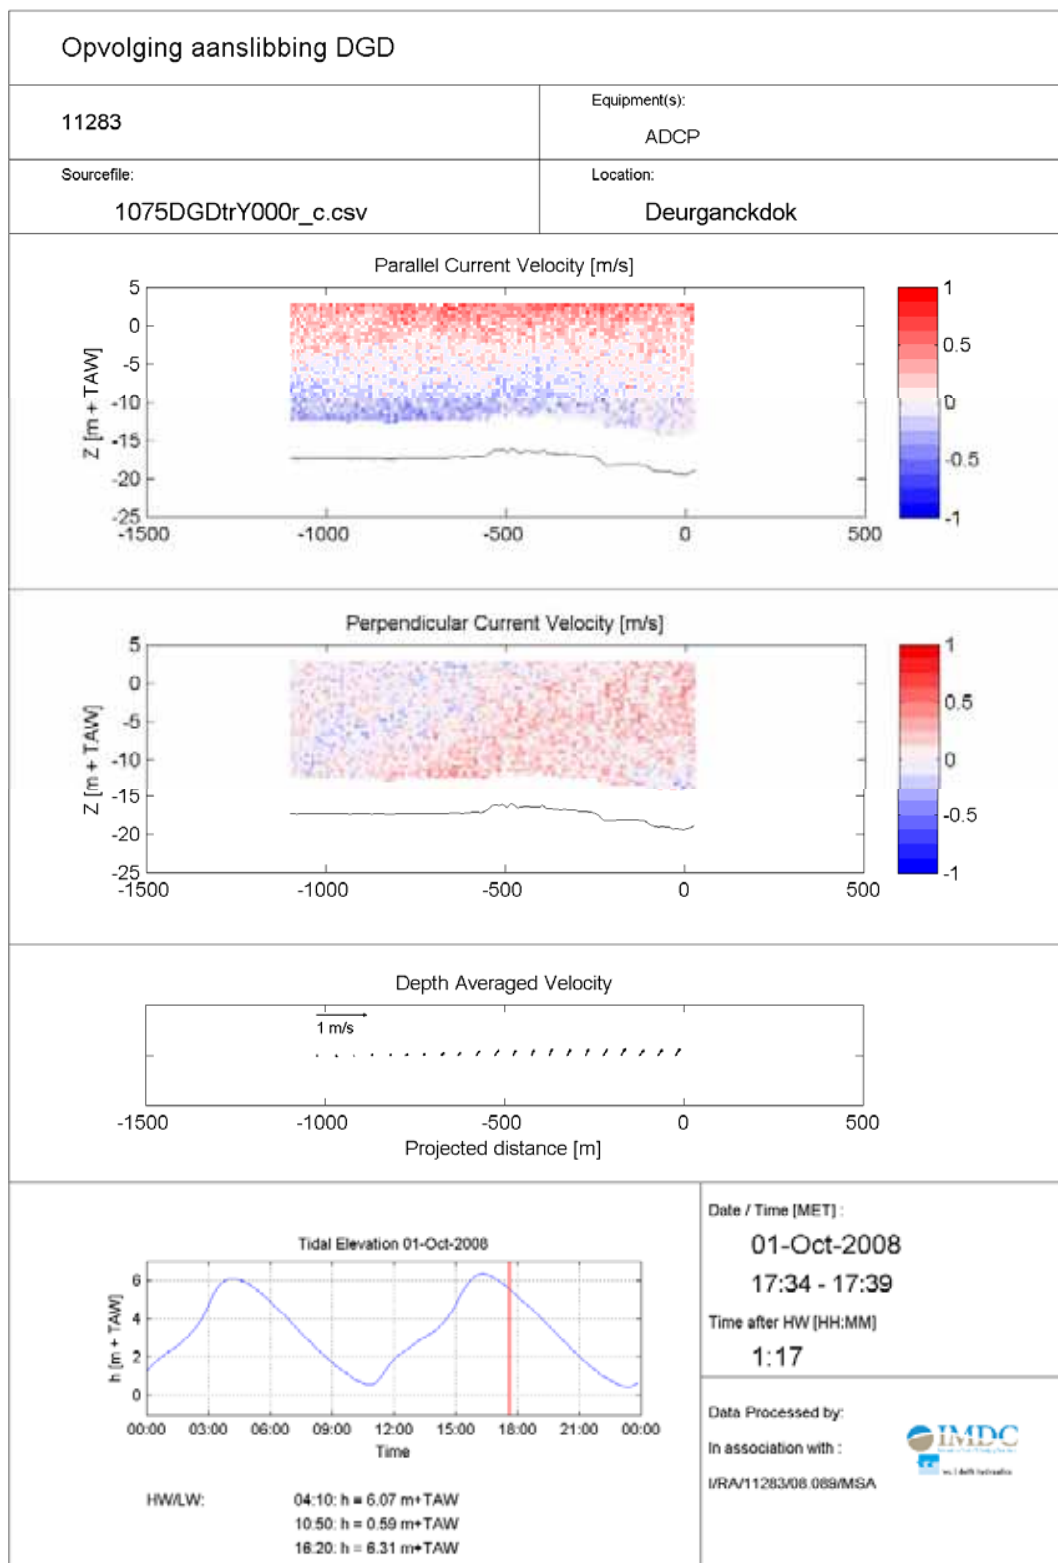 Opvolging aanslibbing DGD
11283
Equipment(s):
ADCP
Sourcefile:
1075DGDtrY000r_c.csv
Location:
Deurganckdok
Parallel Current Velocity [m/s]
5
0
-5
-10
-15
-20
-25
Z [m + TAW]
-1500
-1000
-500
0
500
1
0.5
0
-0.5
-1
Perpendicular Current Velocity [m/s]
5
0
-5
-10
-15
-20
-25
Z [m + TAW]
-1500
-1000
-500
0
500
1
0.5
0
-0.5
-1
Depth Averaged Velocity
1 m/s
-1500
-1000
-500
0
500
Projected distance [m]
Tidal Elevation 01-Oct-2008
6
4
2
0
h [m + TAW]
00:00
03:00
06:00
09:00
12:00
15:00
18:00
21:00
00:00
Time
HW/LW:
04:10: h = 6.07 m+TAW
10:50: h = 0.59 m+TAW
16:20: h = 6.31 m+TAW
Date / Time [MET] :
01-Oct-2008
17:34 - 17:39
Time after HW [HH:MM]
1:17
Data Processed by:
IMDC
In association with :
wl | delft hydraulics
I/RA/11283/08.089/MSA